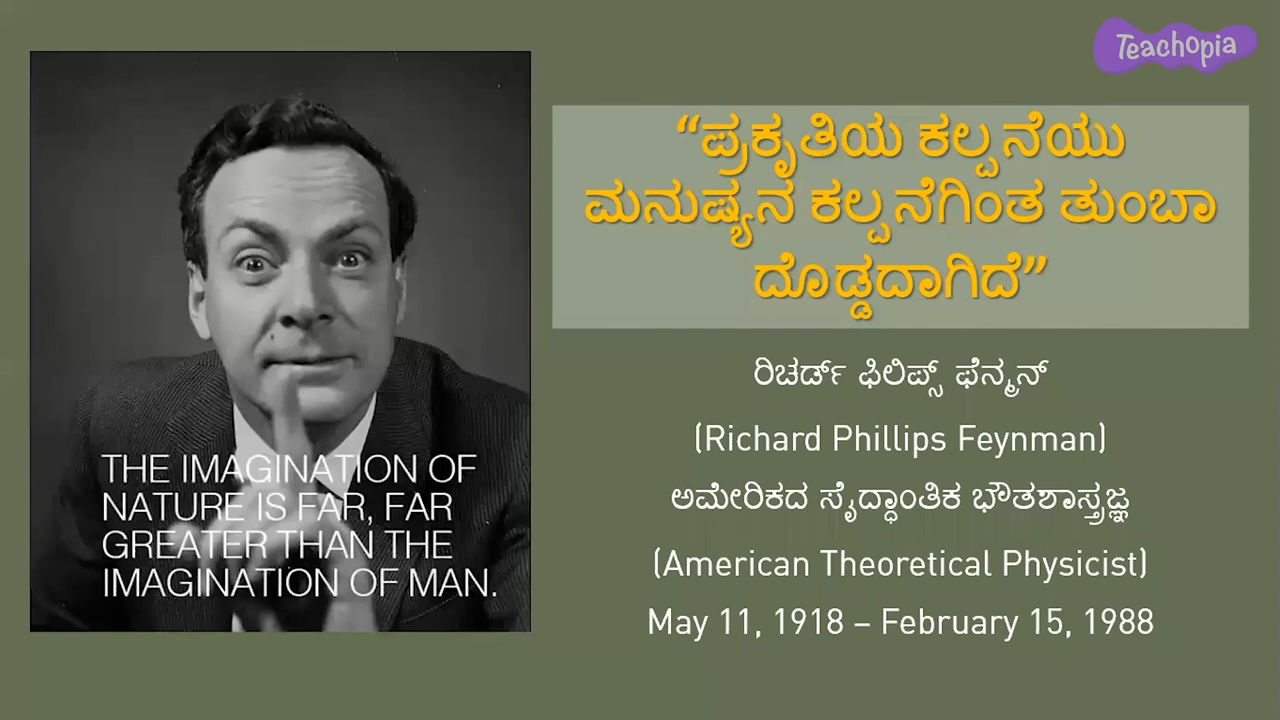 Teachopia
THE IMAGINATION OF
NATURE IS FAR, FAR
GREATER THAN THE
IMAGINATION OF MAN.
“ಪ್ರಕೃತಿಯ ಕಲ್ಪನೆಯು
ಮನುಷ್ಯನ ಕಲ್ಪನೆಗಿಂತ ತುಂಬಾ
ದೊಡ್ಡದಾಗಿದೆ”
ರಿಚರ್ಡ್ ಫಿಲಿಪ್ಸ್ ಫೆನ್ಮನ್
(Richard Phillips Feynman)
ಅಮೇರಿಕದ ಸೈದ್ಧಾಂತಿಕ ಭೌತಶಾಸ್ತ್ರಜ್ಞ
(American Theoretical Physicist)
May 11, 1918 – February 15, 1988